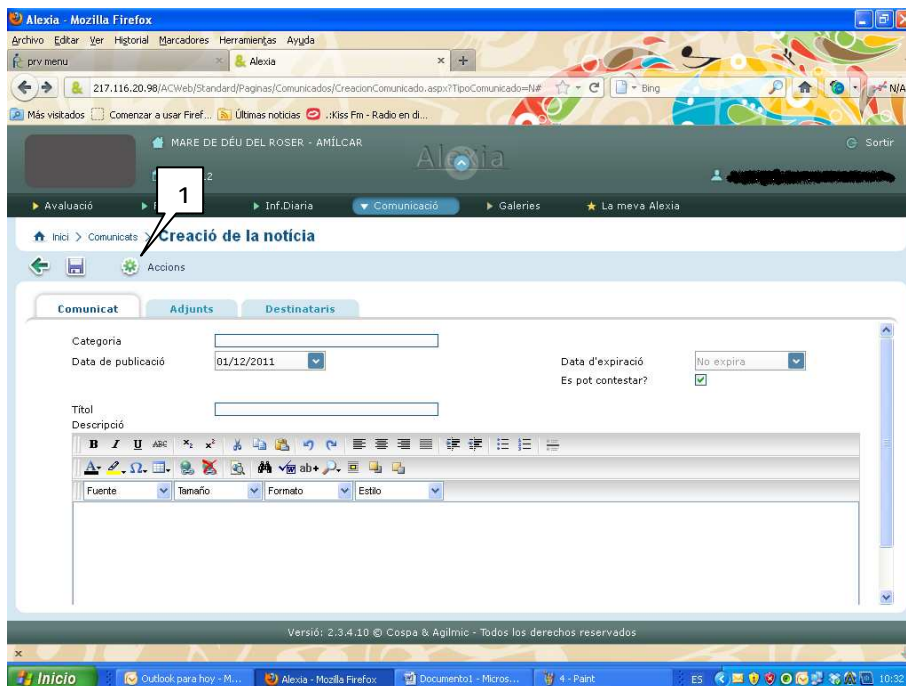 Alexia - Mozilla Firefox
Archivo Editar Ver Historial Marcadores Herramientas Ayuda
prv menu
Alexia
217.116.20.98/ACWeb/Standard/Paginas/Comunicados/CreacionComunicado.aspx?TipoComunicado=N#
Bing
N/A
Más visitados Comenzar a usar Firef... Últimas noticias .:Kiss Fm - Radio en di...
MARE DE DÉU DEL ROSER - AMÍLCAR
Alexia
Sortir
.2
1
Avaluació
Inf.Diaria
Comunicació
Galeries
La meva Alexia
Inici > Comunicats > Creació de la notícia
Accions
Comunicat Adjunts Destinataris
Categoria
Data de publicació 01/12/2011
Data d'expiració No expira
Es pot contestar?
Títol
Descripció
B I U ABC x₂ x²
A Ω ab+
Fuente Tamaño Formato Estilo
Versió: 2.3.4.10 © Cospa & Agilmic - Todos los derechos reservados
Inicio Outlook para hoy - M... Alexia - Mozilla Firefox Documento1 - Micros... 4 - Paint ES 10:32